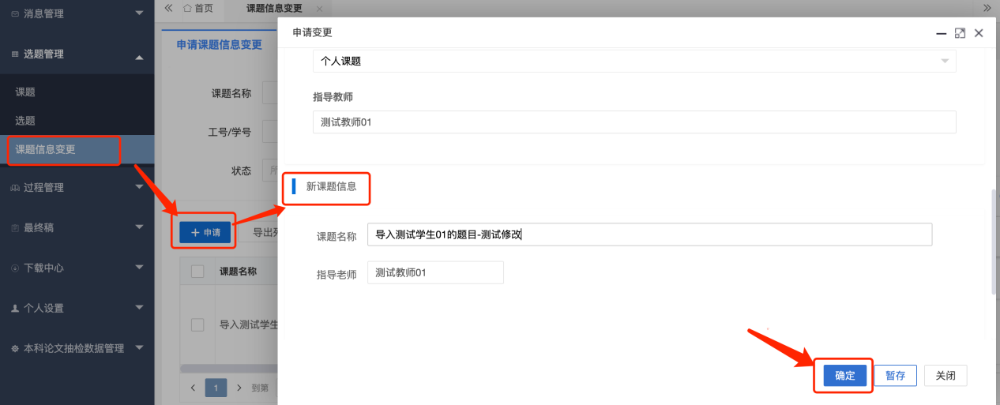 消息管理
选题管理
课题
选题
课题信息变更
过程管理
最终稿
下载中心
个人设置
本科论文抽检数据管理
首页
课题信息变更
申请课题信息变更
课题名称
工号/学号
状态
所
申请
导出列
课题名称
导入测试学生
1
到第
申请变更
个人课题
指导教师
测试教师01
新课题信息
课题名称
导入测试学生01的题目-测试修改
指导老师
测试教师01
确定
暂存
关闭